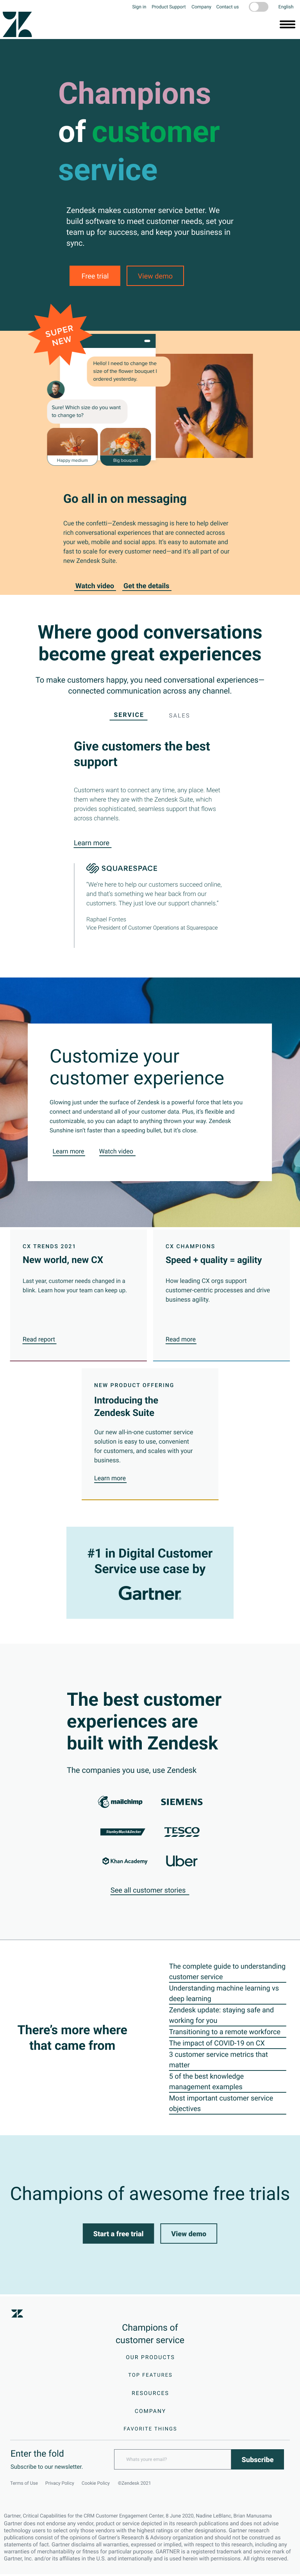 Sign in Product Support Company Contact us English
Champions
of customer
service
Zendesk makes customer service better. We
build software to meet customer needs, set your
team up for success, and keep your business in
sync.
Free trial View demo
SUPER
NEW
Hello! I need to change the
size of the flower bouquet I
ordered yesterday.
Sure! Which size do you want
to change to?
Happy medium Big bouquet
Go all in on messaging
Cue the confetti—Zendesk messaging is here to help deliver
rich conversational experiences that are connected across
your web, mobile and social apps. It's easy to automate and
fast to scale for every customer need—and it's all part of our
new Zendesk Suite.
Watch video Get the details
Where good conversations
become great experiences
To make customers happy, you need conversational experiences—
connected communication across any channel.
SERVICE SALES
Give customers the best
support
Customers want to connect any time, any place. Meet
them where they are with the Zendesk Suite, which
provides sophisticated, seamless support that flows
across channels.
Learn more
SQUARESPACE
"We're here to help our customers succeed online,
and that's something we hear back from our
customers. They just love our support channels."
Raphael Fontes
Vice President of Customer Operations at Squarespace
Customize your
customer experience
Glowing just under the surface of Zendesk is a powerful force that lets you
connect and understand all of your customer data. Plus, it's flexible and
customizable, so you can adapt to anything thrown your way. Zendesk
Sunshine isn't faster than a speeding bullet, but it's close.
Learn more Watch video
CX TRENDS 2021
New world, new CX
Last year, customer needs changed in a
blink. Learn how your team can keep up.
Read report
CX CHAMPIONS
Speed + quality = agility
How leading CX orgs support
customer-centric processes and drive
business agility.
Read more
NEW PRODUCT OFFERING
Introducing the
Zendesk Suite
Our new all-in-one customer service
solution is easy to use, convenient
for customers, and scales with your
business.
Learn more
#1 in Digital Customer
Service use case by
Gartner
The best customer
experiences are
built with Zendesk
The companies you use, use Zendesk
mailchimp SIEMENS
StanleyBlack&Decker TESCO
Khan Academy Uber
See all customer stories
There's more where
that came from
The complete guide to understanding
customer service
Understanding machine learning vs
deep learning
Zendesk update: staying safe and
working for you
Transitioning to a remote workforce
The impact of COVID-19 on CX
3 customer service metrics that
matter
5 of the best knowledge
management examples
Most important customer service
objectives
Champions of awesome free trials
Start a free trial View demo
Champions of
customer service
OUR PRODUCTS
TOP FEATURES
RESOURCES
COMPANY
FAVORITE THINGS
Enter the fold
Subscribe to our newsletter.
What's youre email?
Subscribe
Terms of Use Privacy Policy Cookie Policy ©Zendesk 2021
Gartner, Critical Capabilities for the CRM Customer Engagement Center, 8 June 2020, Nadine LeBlanc, Brian Manusama
Gartner does not endorse any vendor, product or service depicted in its research publications and does not advise
technology users to select only those vendors with the highest ratings or other designations. Gartner research
publications consist of the opinions of Gartner's Research & Advisory organization and should not be construed as
statements of fact. Gartner disclaims all warranties, expressed or implied, with respect to this research, including any
warranties of merchantability or fitness for particular purpose. GARTNER is a registered trademark and service mark of
Gartner, Inc. and/or its affiliates in the U.S. and internationally and is used herein with permissions. All rights reserved.